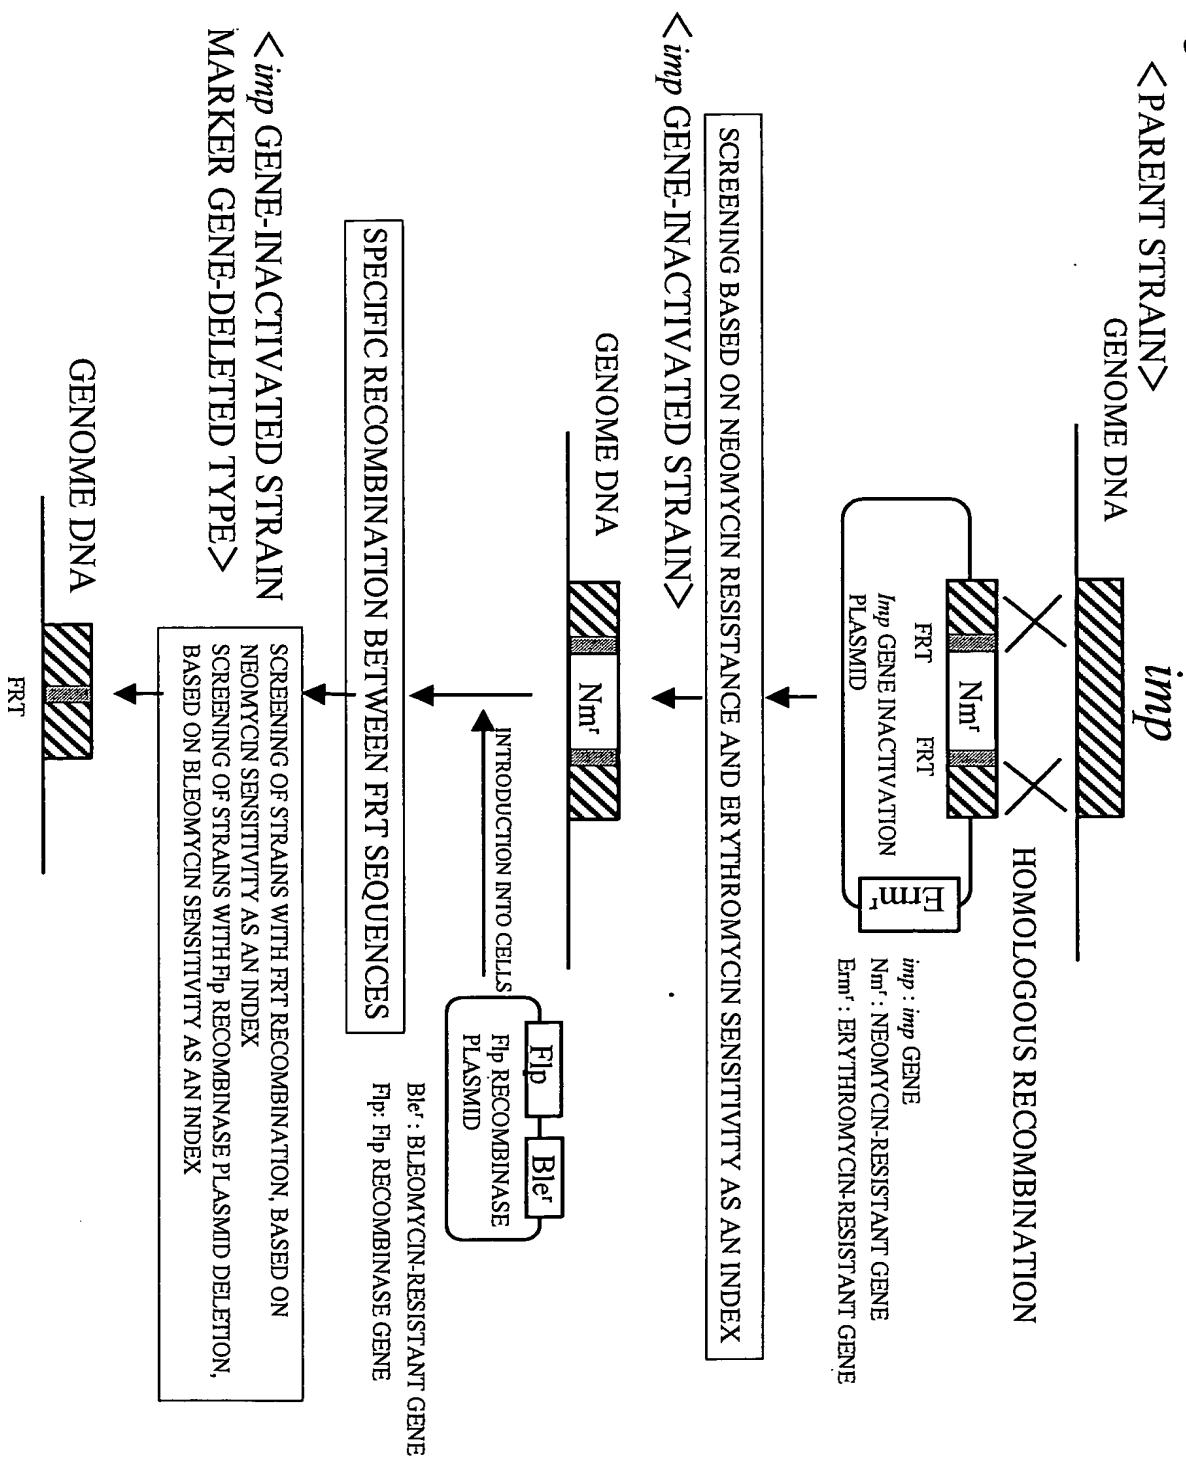 <PARENT STRAIN>
GENOME DNA
imp
HOMOLOGOUS RECOMBINATION
Nmʳ
FRT
FRT
Imp GENE INACTIVATION
PLASMID
Ermʳ
imp : imp GENE
Nmʳ : NEOMYCIN-RESISTANT GENE
Ermʳ : ERYTHROMYCIN-RESISTANT GENE
SCREENING BASED ON NEOMYCIN RESISTANCE AND ERYTHROMYCIN SENSITIVITY AS AN INDEX
<imp GENE-INACTIVATED STRAIN>
GENOME DNA
Nmʳ
INTRODUCTION INTO CELLS
Flp
Bleʳ
Flp RECOMBINASE
PLASMID
Bleʳ : BLEOMYCIN-RESISTANT GENE
Flp: Flp RECOMBINASE GENE
SPECIFIC RECOMBINATION BETWEEN FRT SEQUENCES
SCREENING OF STRAINS WITH FRT RECOMBINATION, BASED ON
NEOMYCIN SENSITIVITY AS AN INDEX
SCREENING OF STRAINS WITH Flp RECOMBINASE PLASMID DELETION,
BASED ON BLEOMYCIN SENSITIVITY AS AN INDEX
<imp GENE-INACTIVATED STRAIN
MARKER GENE-DELETED TYPE>
GENOME DNA
FRT